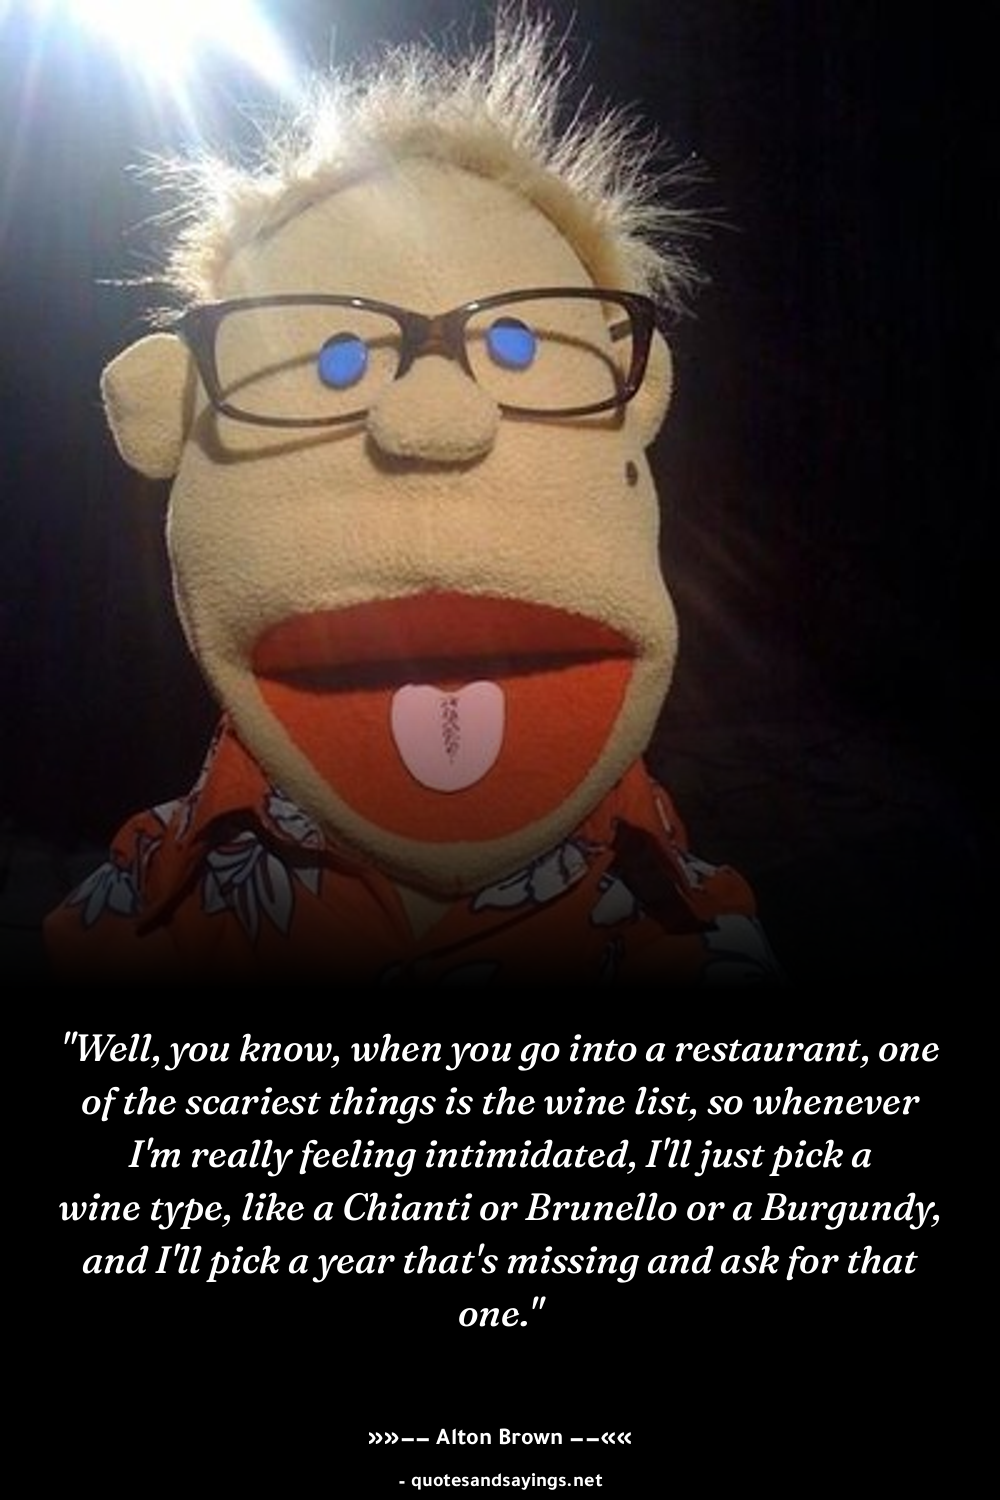 "Well, you know, when you go into a restaurant, one
of the scariest things is the wine list, so whenever
I'm really feeling intimidated, I'll just pick a
wine type, like a Chianti or Brunello or a Burgundy,
and I'll pick a year that's missing and ask for that
one."
»»–– Alton Brown ––««
- quotesandsayings.net